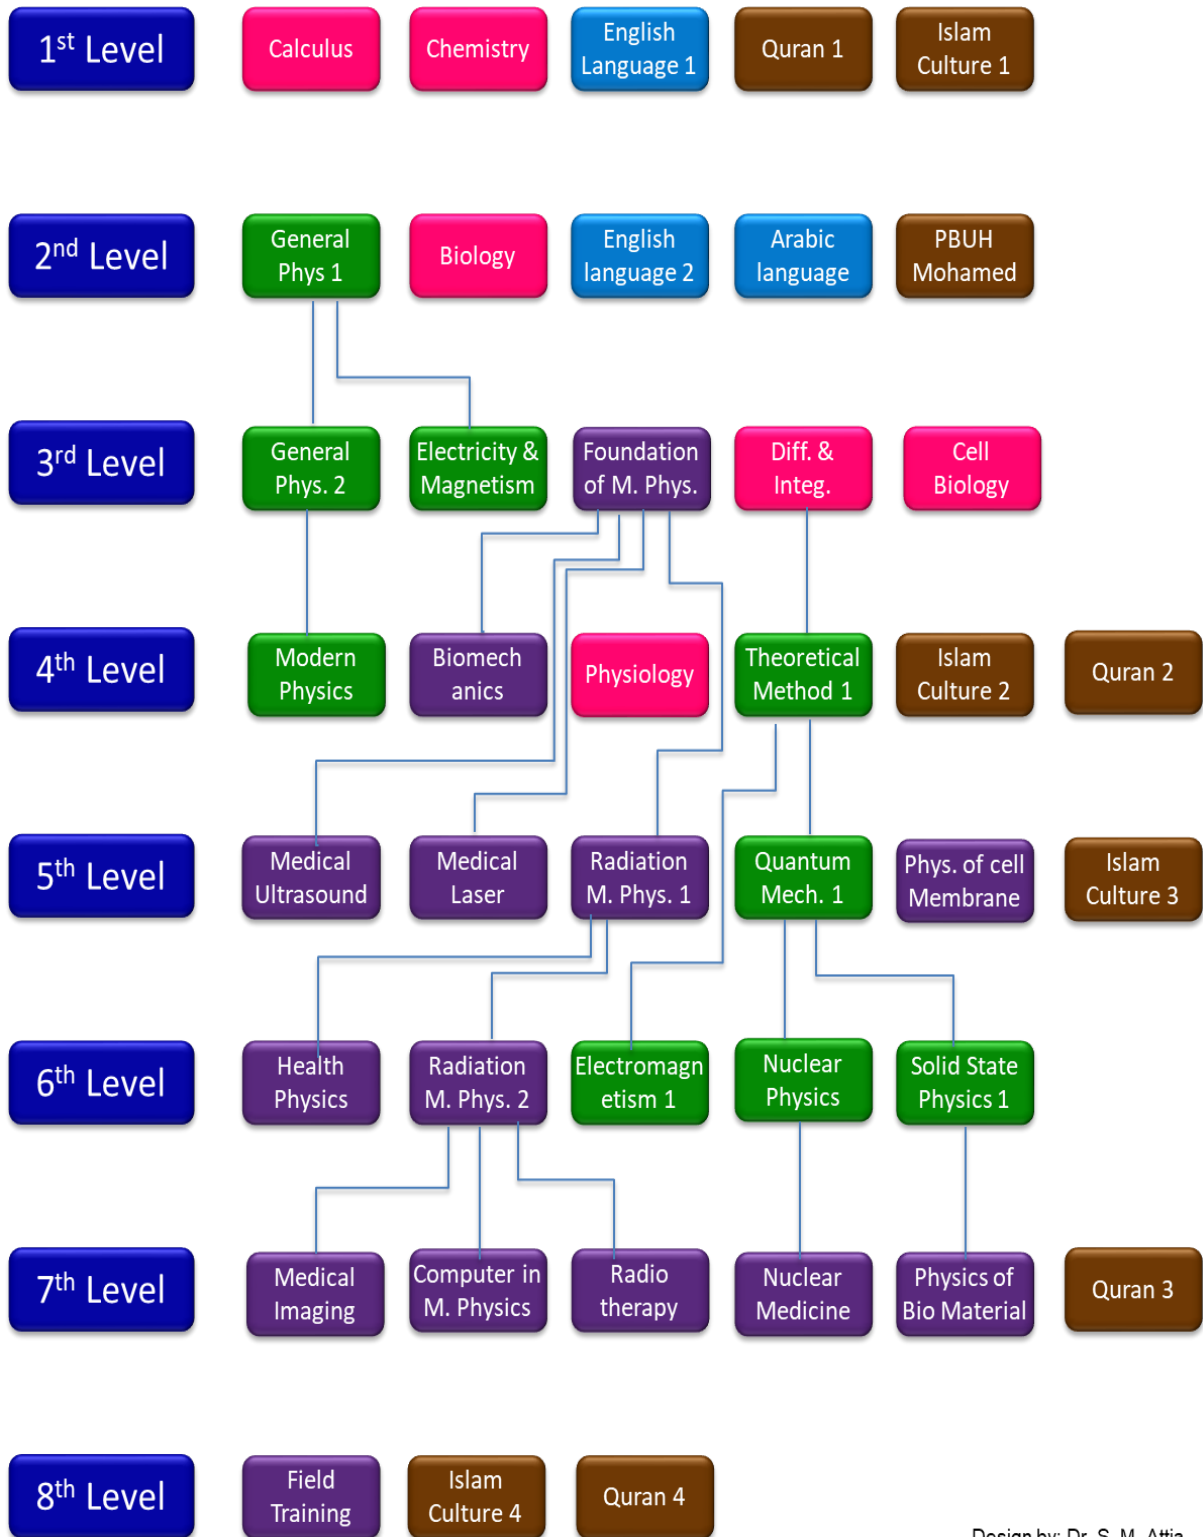 1st Level
Calculus
Chemistry
English
Language 1
Quran 1
Islam
Culture 1
2nd Level
General
Phys 1
Biology
English
language 2
Arabic
language
PBUH
Mohamed
3rd Level
General
Phys. 2
Electricity &
Magnetism
Foundation
of M. Phys.
Diff. &
Integ.
Cell
Biology
4th Level
Modern
Physics
Biomech
anics
Physiology
Theoretical
Method 1
Islam
Culture 2
Quran 2
5th Level
Medical
Ultrasound
Medical
Laser
Radiation
M. Phys. 1
Quantum
Mech. 1
Phys. of cell
Membrane
Islam
Culture 3
6th Level
Health
Physics
Radiation
M. Phys. 2
Electromagn
etism 1
Nuclear
Physics
Solid State
Physics 1
7th Level
Medical
Imaging
Computer in
M. Physics
Radio
therapy
Nuclear
Medicine
Physics of
Bio Material
Quran 3
8th Level
Field
Training
Islam
Culture 4
Quran 4
Design by: Dr. S. M. Attia